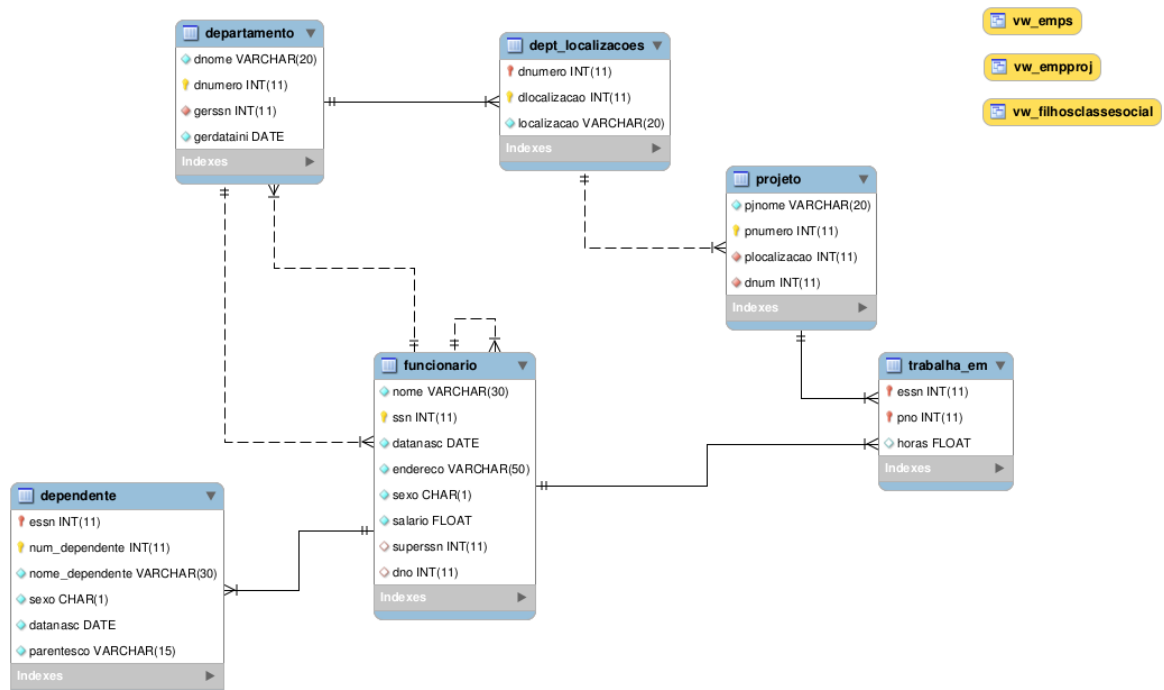 departamento
dnome VARCHAR(20)
dnumero INT(11)
gerssn INT(11)
gerdataini DATE
Indexes
dept_localizacoes
dnumero INT(11)
dlocalizacao INT(11)
localizacao VARCHAR(20)
Indexes
vw_emps
vw_empproj
vw_filhosclassesocial
projeto
pjnome VARCHAR(20)
pnumero INT(11)
plocalizacao INT(11)
dnum INT(11)
Indexes
funcionario
nome VARCHAR(30)
ssn INT(11)
datanasc DATE
endereco VARCHAR(50)
sexo CHAR(1)
salario FLOAT
superssn INT(11)
dno INT(11)
Indexes
trabalha_em
essn INT(11)
pno INT(11)
horas FLOAT
Indexes
dependente
essn INT(11)
num_dependente INT(11)
nome_dependente VARCHAR(30)
sexo CHAR(1)
datanasc DATE
parentesco VARCHAR(15)
Indexes